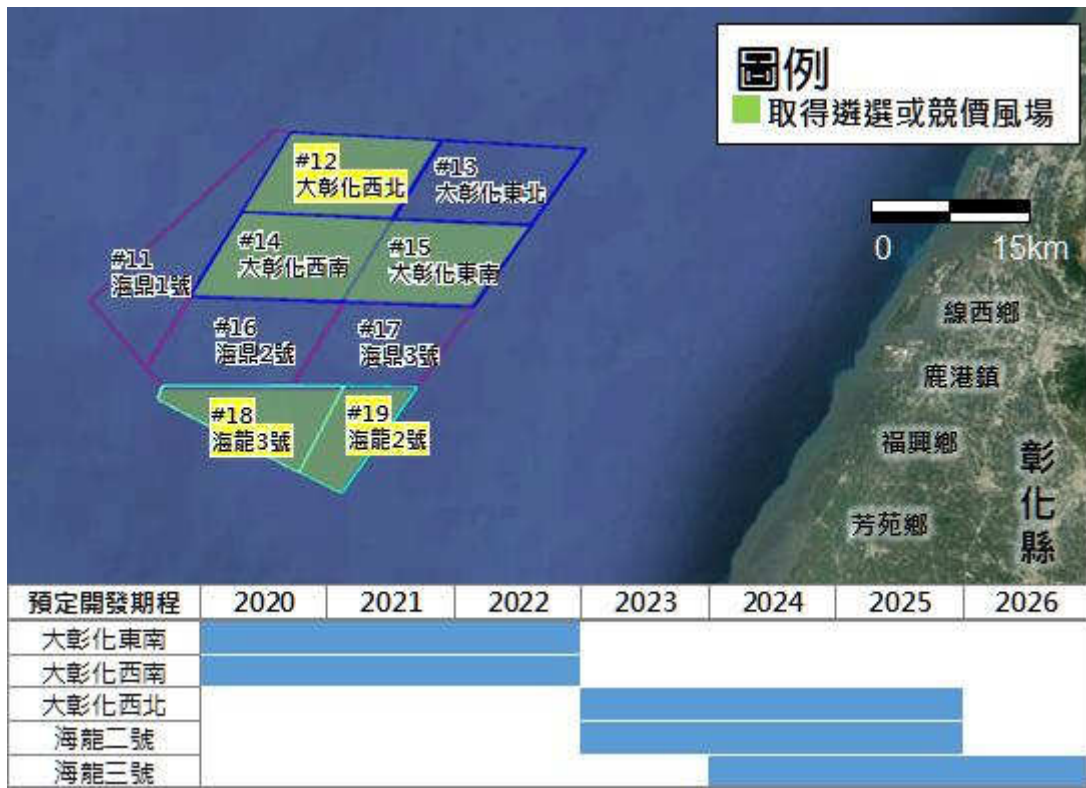 圖例
取得遴選或競價風場
#12
大彰化西北
#13
大彰化東北
#14
大彰化西南
#15
大彰化東南
#11
海鼎1號
#16
海鼎2號
#17
海鼎3號
#18
海龍3號
#19
海龍2號
0 15km
線西鄉
鹿港鎮
福興鄉
芳苑鄉
彰化縣
預定開發期程 2020 2021 2022 2023 2024 2025 2026
大彰化東南
大彰化西南
大彰化西北
海龍二號
海龍三號